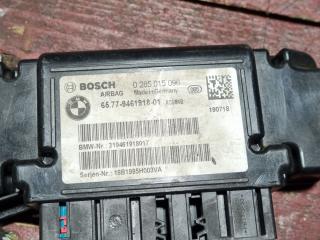 BOSCH 0 285 015 096
AIRBAG Made in Germany
65.77-9461918-01
190718
BMW-Nr. 319461918017
Serien-Nr.: 18B1995H003VA